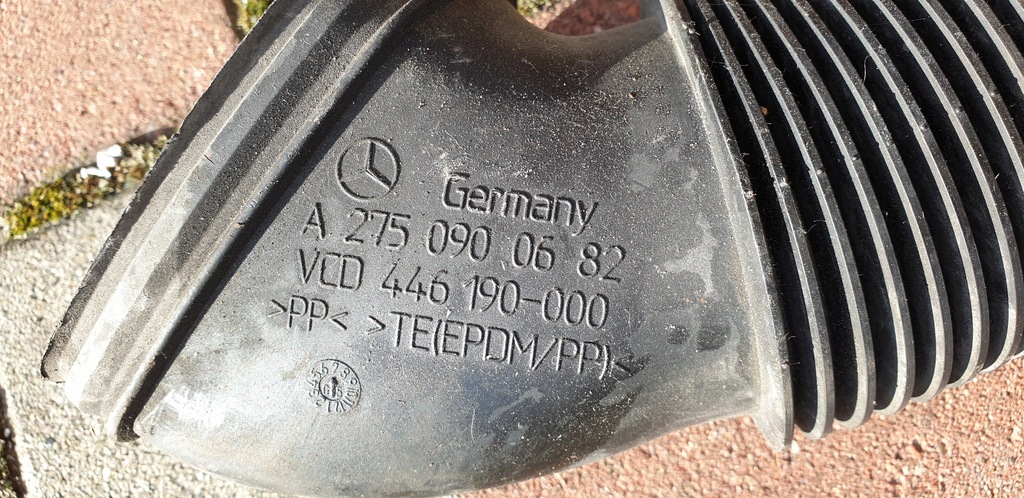 Germany
A 275 090 06 82
VCD 446 190-000
>PP< >TE(EPDM/PP)<